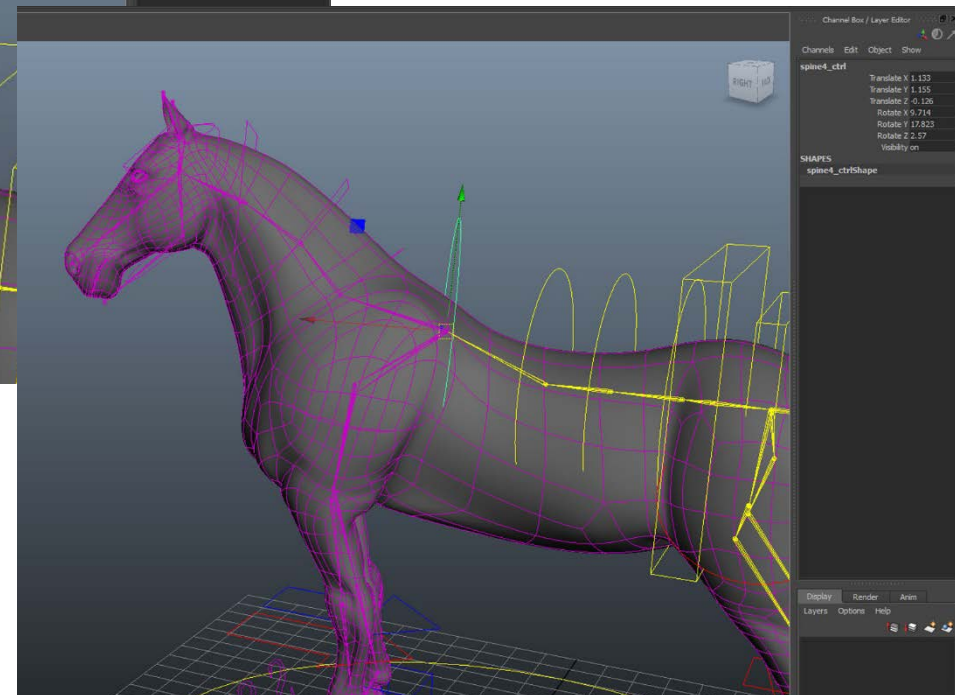 Channel Box / Layer Editor
Channels Edit Object Show
spine4_ctrl
Translate X 1.133
Translate Y 1.155
Translate Z -0.126
Rotate X 9.714
Rotate Y 17.823
Rotate Z 2.57
Visibility on
SHAPES
spine4_ctrlShape
RIGHT
Display Render Anim
Layers Options Help